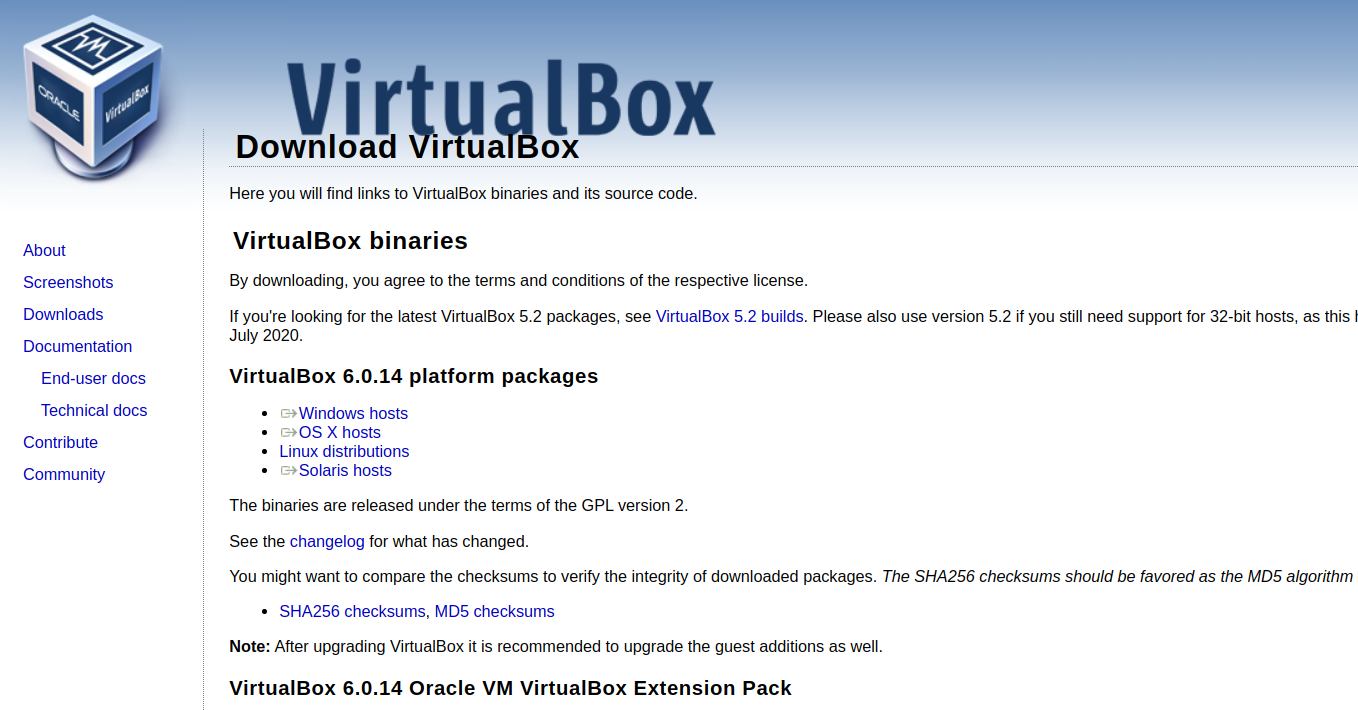 ORACLE
VirtualBox
VirtualBox
Download VirtualBox
Here you will find links to VirtualBox binaries and its source code.
About
Screenshots
Downloads
Documentation
End-user docs
Technical docs
Contribute
Community
VirtualBox binaries
By downloading, you agree to the terms and conditions of the respective license.
If you're looking for the latest VirtualBox 5.2 packages, see VirtualBox 5.2 builds. Please also use version 5.2 if you still need support for 32-bit hosts, as this
July 2020.
VirtualBox 6.0.14 platform packages
Windows hosts
OS X hosts
Linux distributions
Solaris hosts
The binaries are released under the terms of the GPL version 2.
See the changelog for what has changed.
You might want to compare the checksums to verify the integrity of downloaded packages. The SHA256 checksums should be favored as the MD5 algorithm
SHA256 checksums, MD5 checksums
Note: After upgrading VirtualBox it is recommended to upgrade the guest additions as well.
VirtualBox 6.0.14 Oracle VM VirtualBox Extension Pack